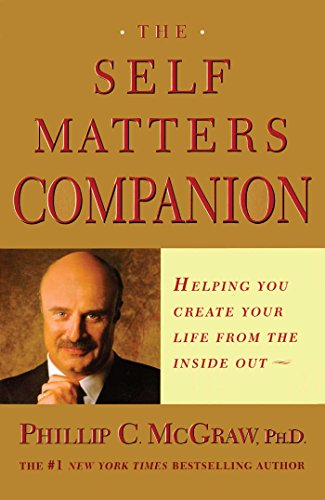 · THE ·
SELF
MATTERS
COMPANION
HELPING YOU
CREATE YOUR
LIFE FROM THE
INSIDE OUT~
PHILLIP C. MCGRAW, PH.D.
THE #1 NEW YORK TIMES BESTSELLING AUTHOR